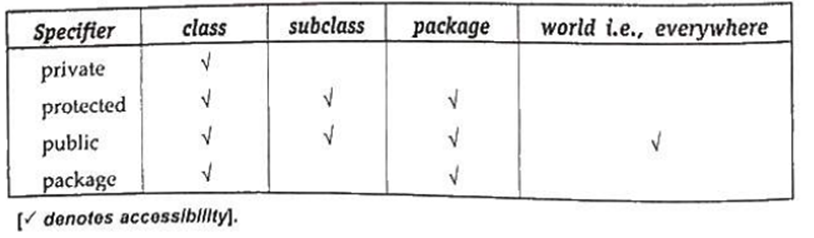 Specifier class subclass package world i.e., everywhere
private √
protected √ √ √
public √ √ √ √
package √ √
[✓ denotes accessibility].